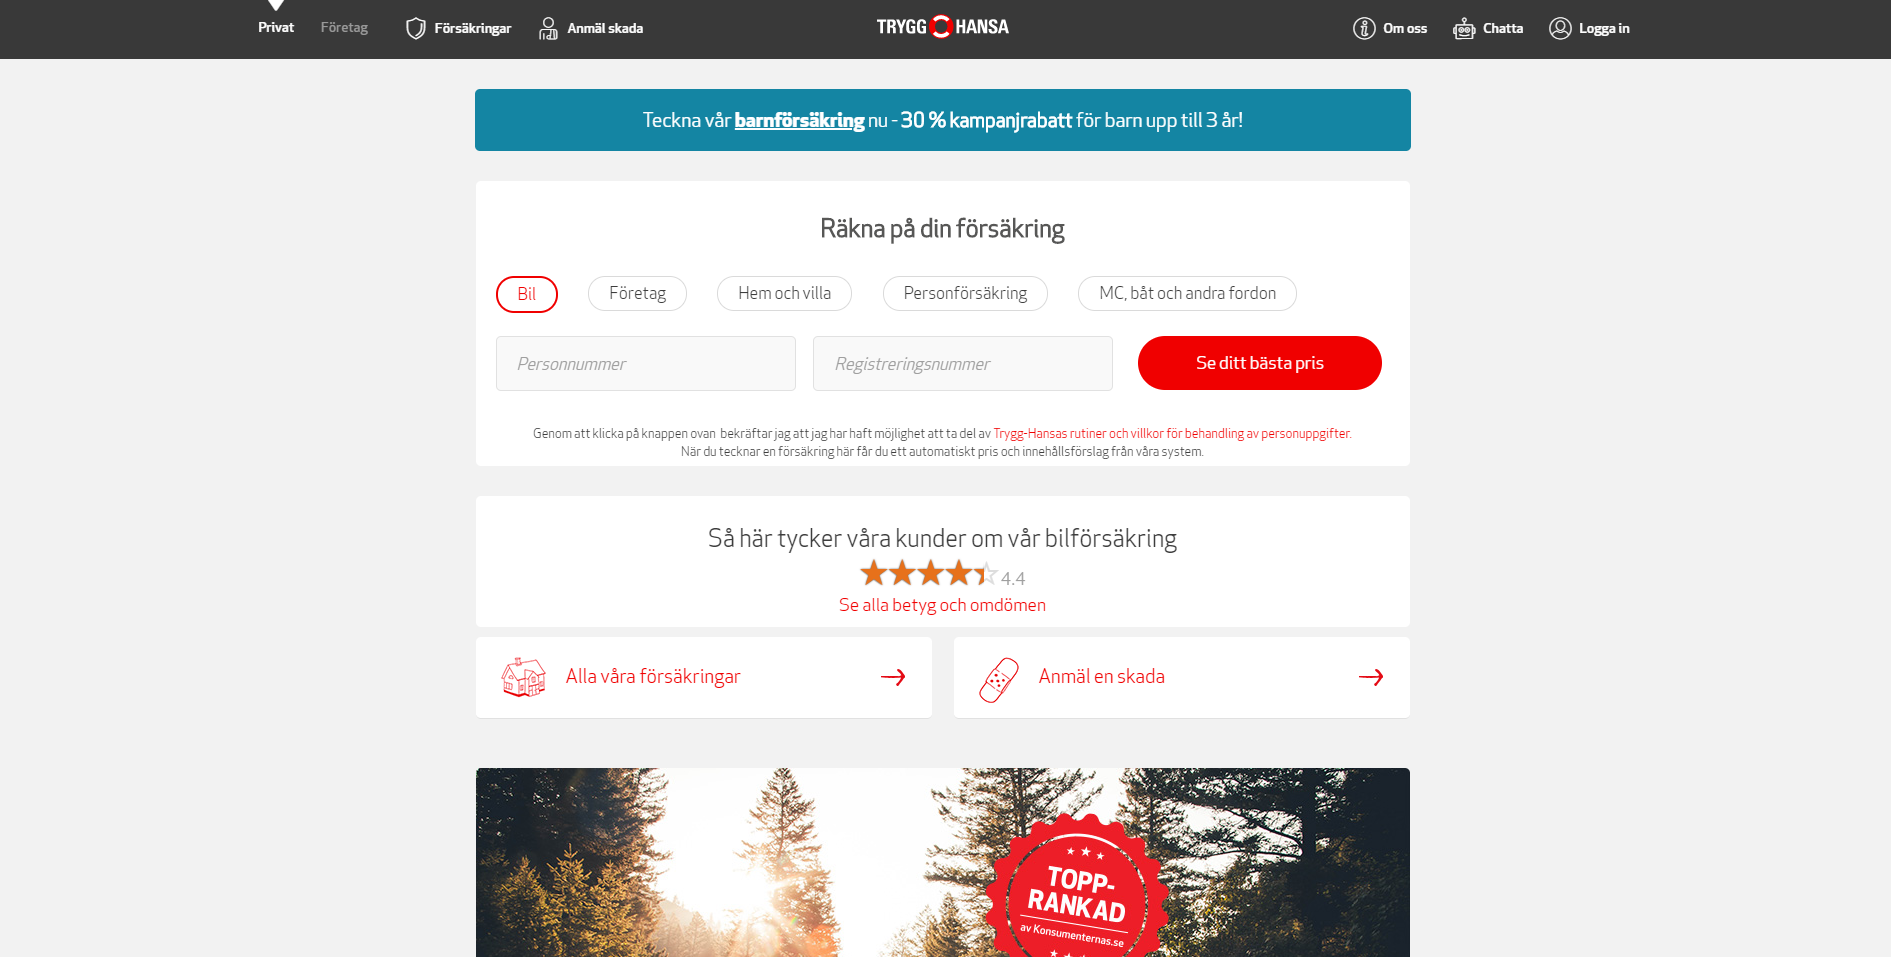 Privat
Företag
Försäkringar
Anmäl skada
TRYGG HANSA
Om oss
Chatta
Logga in
Teckna vår barnförsäkring nu - 30 % kampanjrabatt för barn upp till 3 år!
Räkna på din försäkring
Bil
Företag
Hem och villa
Personförsäkring
MC, båt och andra fordon
Personnummer
Registreringsnummer
Se ditt bästa pris
Genom att klicka på knappen ovan bekräftar jag att jag har haft möjlighet att ta del av Trygg-Hansas rutiner och villkor för behandling av personuppgifter.
När du tecknar en försäkring här får du ett automatiskt pris och innehållsförslag från våra system.
Så här tycker våra kunder om vår bilförsäkring
4.4
Se alla betyg och omdömen
Alla våra försäkringar
Anmäl en skada
TOPP-
RANKAD
av Konsumenternas.se